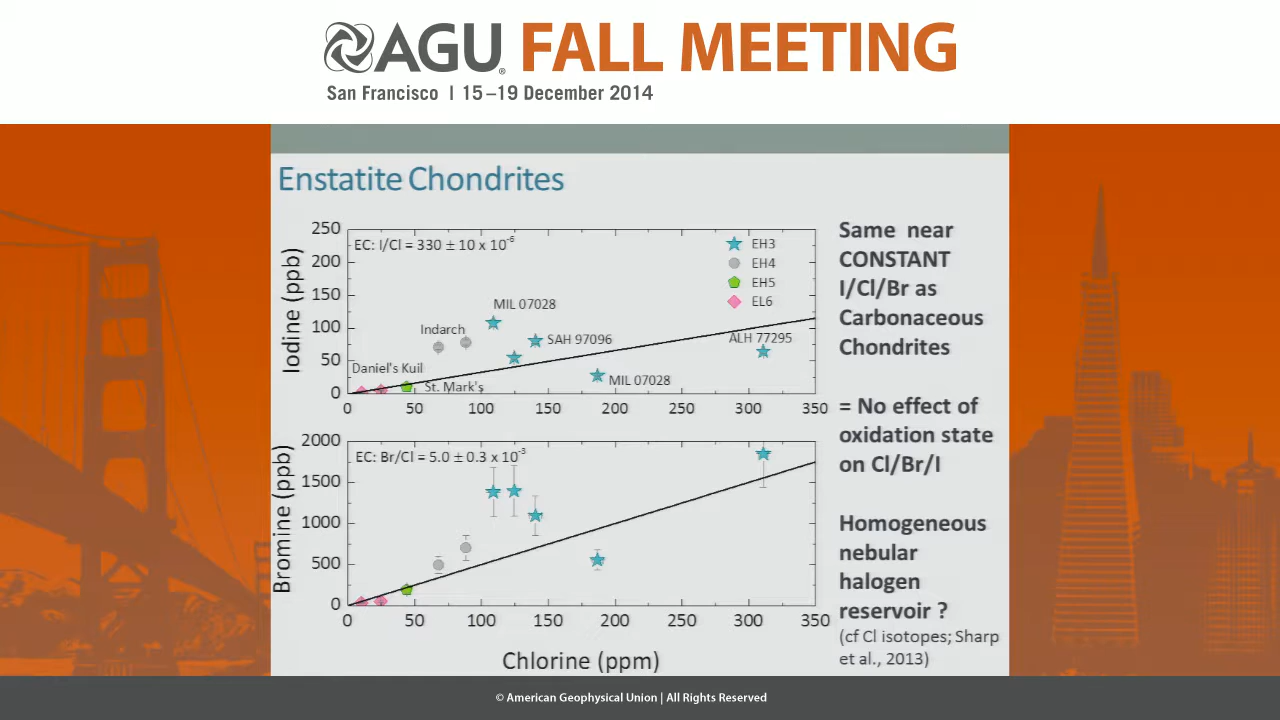 AGU FALL MEETING
San Francisco | 15–19 December 2014
Enstatite Chondrites
Iodine (ppb)
250
200
150
100
50
0
EC: I/Cl = 330 ± 10 x 10⁻⁶
EH3
EH4
EH5
EL6
MIL 07028
Indarch
SAH 97096
ALH 77295
Daniel's Kuil
St. Mark's
MIL 07028
0 50 100 150 200 250 300 350
Bromine (ppb)
2000
1500
1000
500
0
EC: Br/Cl = 5.0 ± 0.3 x 10⁻³
0 50 100 150 200 250 300 350
Chlorine (ppm)
Same near
CONSTANT
I/Cl/Br as
Carbonaceous
Chondrites
= No effect of
oxidation state
on Cl/Br/I
Homogeneous
nebular
halogen
reservoir ?
(cf Cl isotopes; Sharp
et al., 2013)
© American Geophysical Union | All Rights Reserved